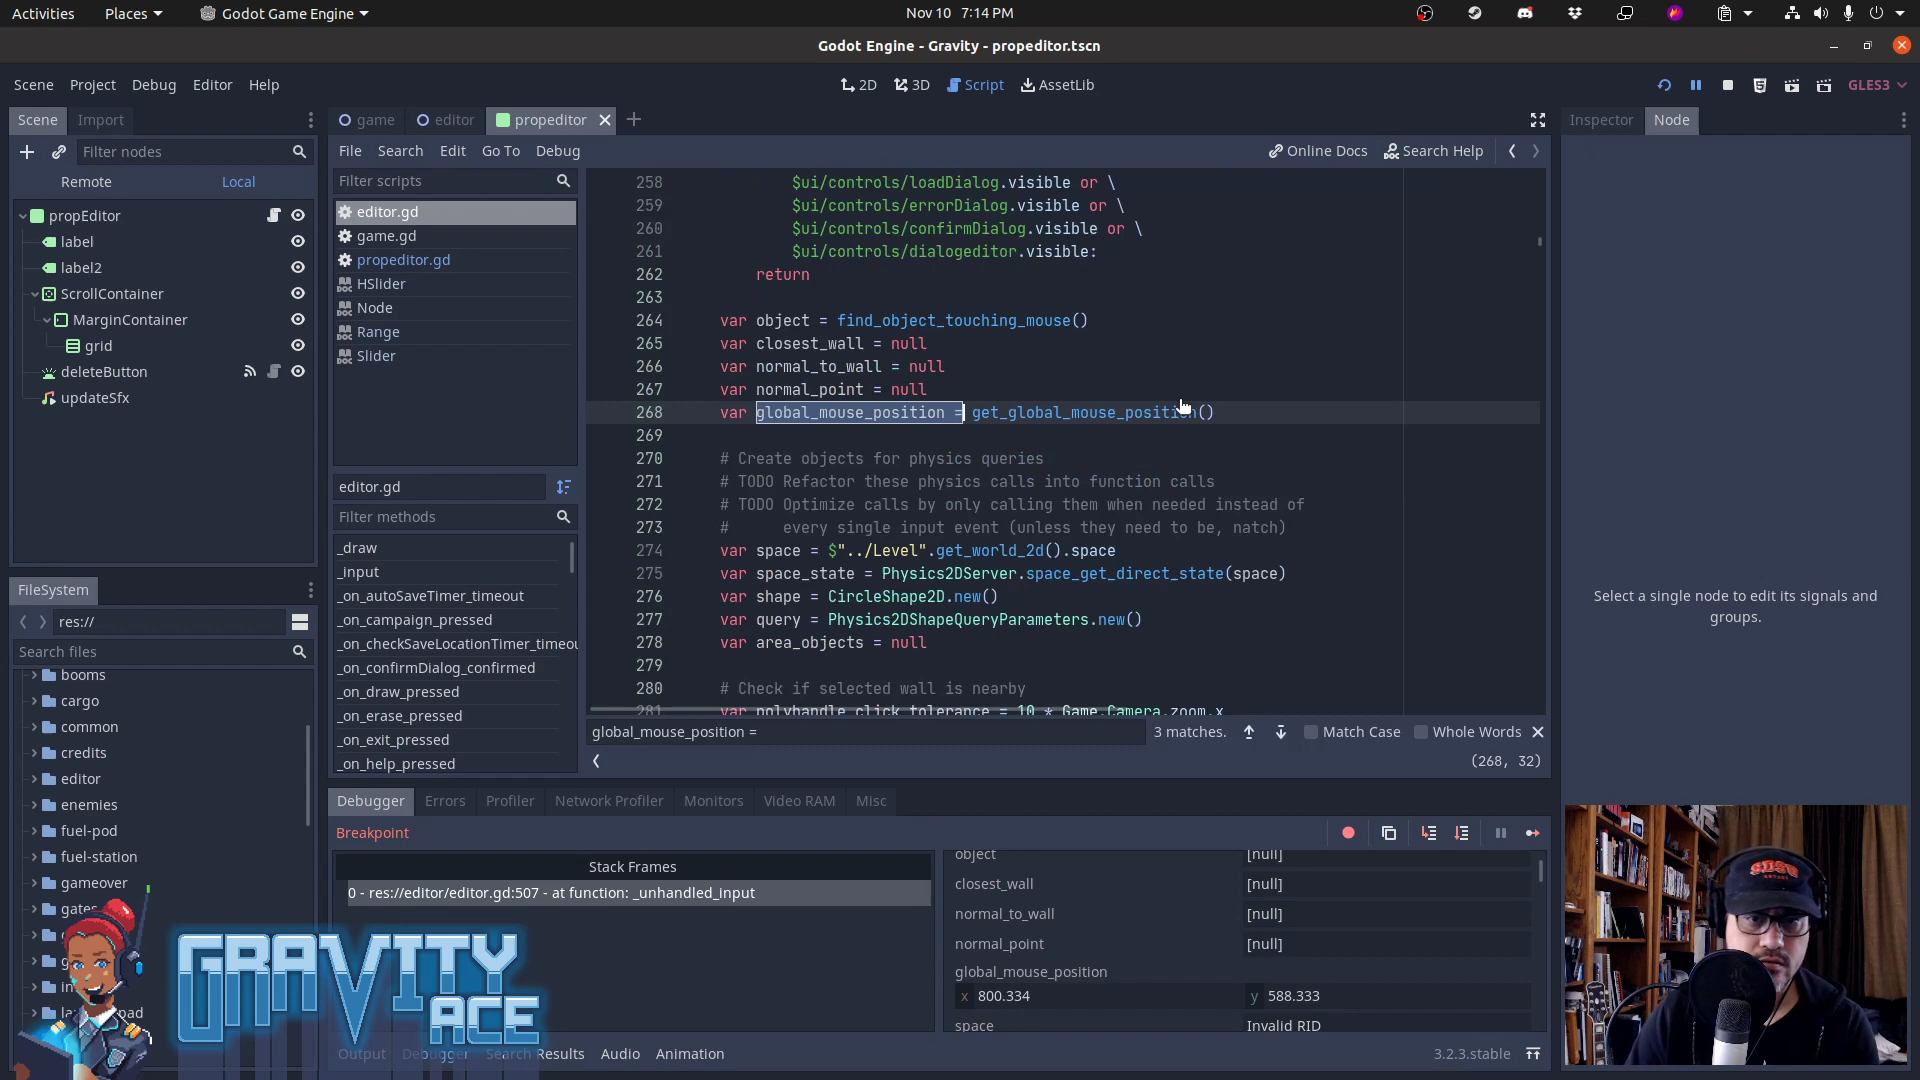 Activities Places Godot Game Engine Nov 10 7:14 PM
Godot Engine - Gravity - propeditor.tscn
Scene Project Debug Editor Help 2D 3D Script AssetLib GLES3
Scene Import
Filter nodes
Remote Local
propEditor
label
label2
ScrollContainer
MarginContainer
grid
deleteButton
updateSfx
FileSystem
res://
Search files
booms
cargo
common
credits
editor
enemies
fuel-pod
fuel-station
gameover
gates
GRAVITY
ACE
game editor propeditor
File Search Edit Go To Debug Online Docs Search Help
Filter scripts
editor.gd
game.gd
propeditor.gd
HSlider
Node
Range
Slider
editor.gd
Filter methods
_draw
_input
_on_autoSaveTimer_timeout
_on_campaign_pressed
_on_checkSaveLocationTimer_timeou
_on_confirmDialog_confirmed
_on_draw_pressed
_on_erase_pressed
_on_exit_pressed
_on_help_pressed
258 $ui/controls/loadDialog.visible or \
259 $ui/controls/errorDialog.visible or \
260 $ui/controls/confirmDialog.visible or \
261 $ui/controls/dialogeditor.visible:
262 return
263
264 var object = find_object_touching_mouse()
265 var closest_wall = null
266 var normal_to_wall = null
267 var normal_point = null
268 var global_mouse_position = get_global_mouse_position()
269
270 # Create objects for physics queries
271 # TODO Refactor these physics calls into function calls
272 # TODO Optimize calls by only calling them when needed instead of
273 # every single input event (unless they need to be, natch)
274 var space = $"../Level".get_world_2d().space
275 var space_state = Physics2DServer.space_get_direct_state(space)
276 var shape = CircleShape2D.new()
277 var query = Physics2DShapeQueryParameters.new()
278 var area_objects = null
279
280 # Check if selected wall is nearby
281 var polyhandle_click_tolerance = 10 * Game.Camera.zoom.x
global_mouse_position = 3 matches. Match Case Whole Words
(268, 32)
Debugger Errors Profiler Network Profiler Monitors Video RAM Misc
Breakpoint
Stack Frames
0 - res://editor/editor.gd:507 - at function: _unhandled_input
object [null]
closest_wall [null]
normal_to_wall [null]
normal_point [null]
global_mouse_position
x 800.334 y 588.333
space Invalid RID
Output Debugger Search Results Audio Animation 3.2.3.stable
Inspector Node
Select a single node to edit its signals and
groups.